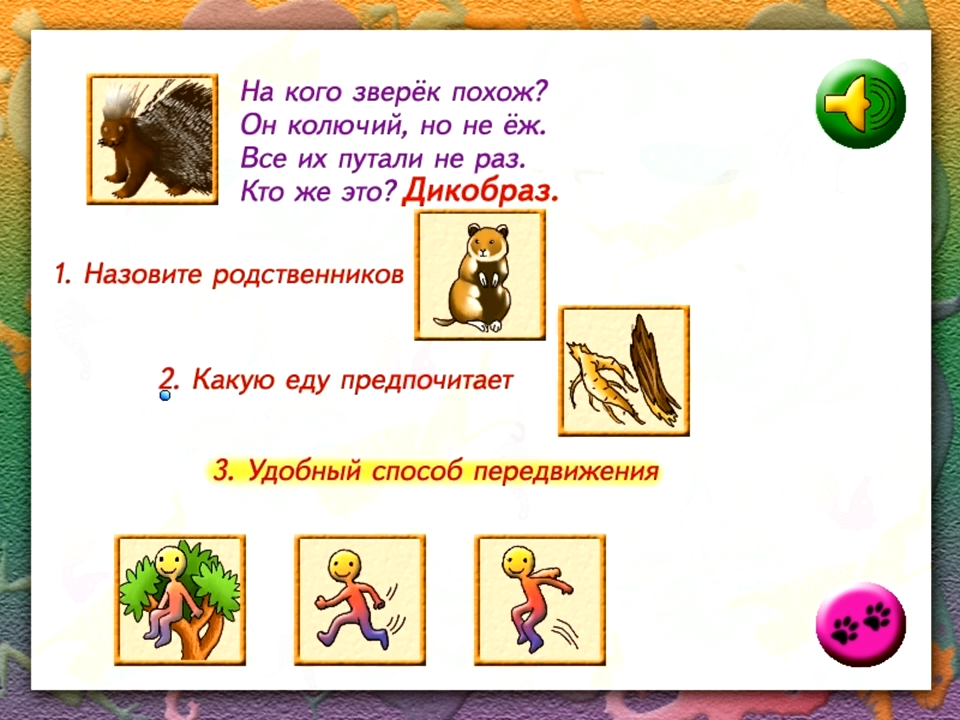 На кого зверёк похож?
Он колючий, но не ёж.
Все их путали не раз.
Кто же это? Дикобраз.
1. Назовите родственников
2. Какую еду предпочитает
3. Удобный способ передвижения